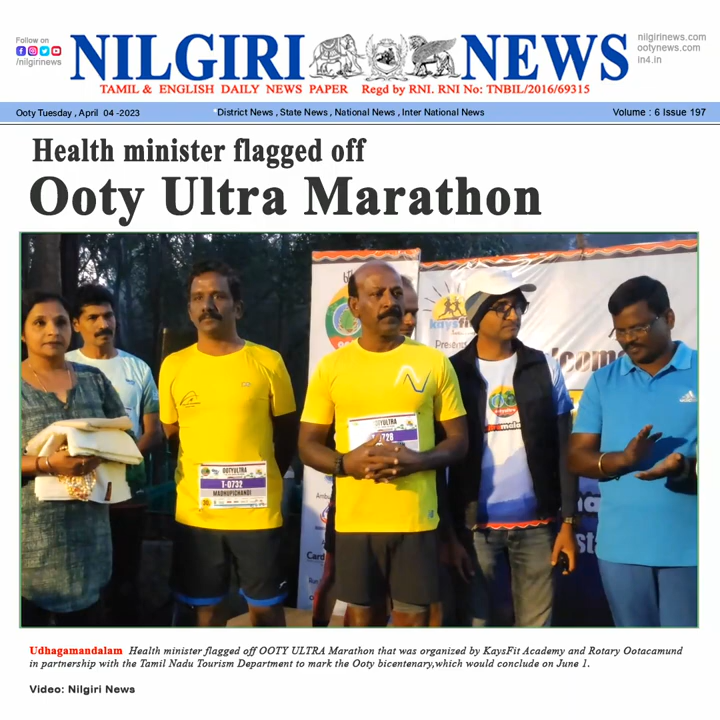 Follow on
/nilgirinews
NILGIRI NEWS
nilgirinews.com
ootynews.com
in4.in
TAMIL & ENGLISH DAILY NEWS PAPER Regd by RNI. RNI No: TNBIL/2016/69315
Ooty Tuesday , April 04 -2023 District News , State News , National News , Inter National News Volume : 6 Issue 197
Health minister flagged off
Ooty Ultra Marathon
kaysfit
Presents
OOTYULTRA
T-0732
MADHUPICHANDI
OOTYULTRA
Udhagamandalam Health minister flagged off OOTY ULTRA Marathon that was organized by KaysFit Academy and Rotary Ootacamund
in partnership with the Tamil Nadu Tourism Department to mark the Ooty bicentenary,which would conclude on June 1.
Video: Nilgiri News